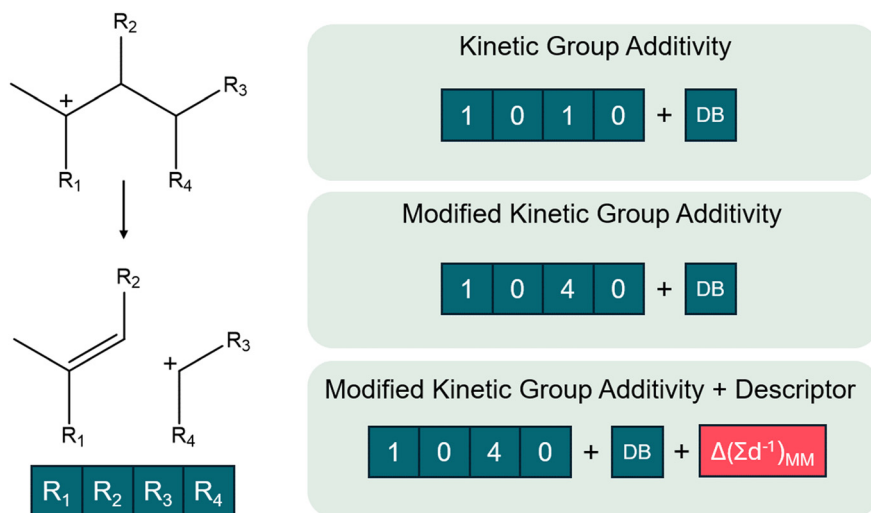 R₂
+
R₃
R₁
R₄
R₂
+
R₃
R₁
R₄
R₁ R₂ R₃ R₄
Kinetic Group Additivity
1 0 1 0 + DB
Modified Kinetic Group Additivity
1 0 4 0 + DB
Modified Kinetic Group Additivity + Descriptor
1 0 4 0 + DB + Δ(Σd⁻¹)MM